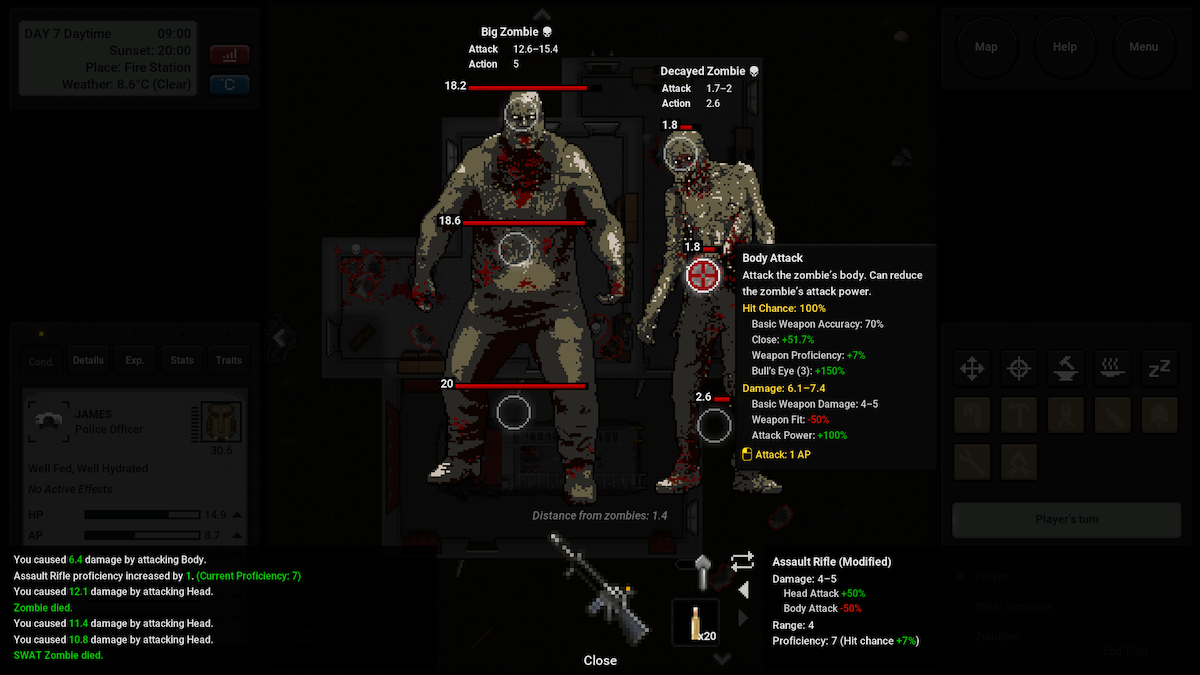 DAY 7 Daytime 09:00
Sunset: 20:00
Place: Fire Station
Weather: 8.6°C (Clear)
°C
Big Zombie
Attack 12.6–15.4
Action 5
18.2
18.6
20
Decayed Zombie
Attack 1.7–2
Action 2.6
1.8
1.8
2.6
Map
Help
Menu
Body Attack
Attack the zombie's body. Can reduce
the zombie's attack power.
Hit Chance: 100%
Basic Weapon Accuracy: 70%
Close: +51.7%
Weapon Proficiency: +7%
Bull's Eye (3): +150%
Damage: 6.1–7.4
Basic Weapon Damage: 4–5
Weapon Fit: -50%
Attack Power: +100%
Attack: 1 AP
Cond.
Details
Exp.
Stats
Traits
JAMES
Police Officer
30.6
Well Fed, Well Hydrated
No Active Effects
HP 14.9
AP 8.7
zZ
Player's turn
Player
Other Survivor
Zombies
End Turn
Distance from zombies: 1.4
You caused 6.4 damage by attacking Body.
Assault Rifle proficiency increased by 1. (Current Proficiency: 7)
You caused 12.1 damage by attacking Head.
Zombie died.
You caused 11.4 damage by attacking Head.
You caused 10.8 damage by attacking Head.
SWAT Zombie died.
x20
Close
Assault Rifle (Modified)
Damage: 4–5
Head Attack +50%
Body Attack -50%
Range: 4
Proficiency: 7 (Hit chance +7%)